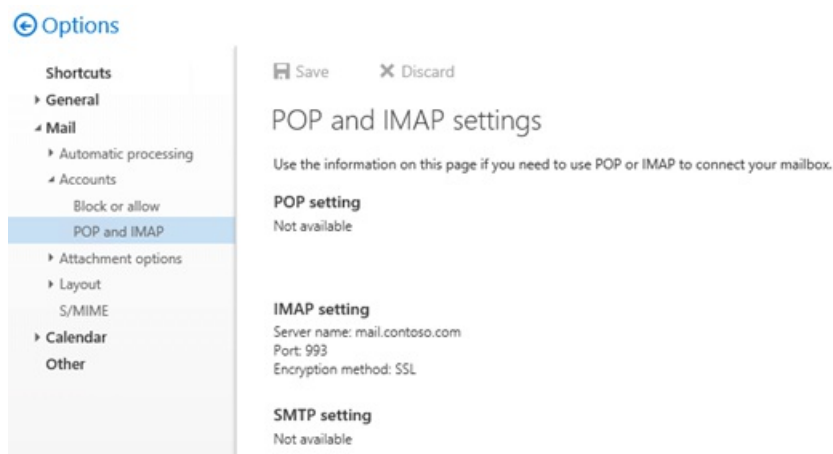 Options
Shortcuts
General
Mail
Automatic processing
Accounts
Block or allow
POP and IMAP
Attachment options
Layout
S/MIME
Calendar
Other
Save Discard
POP and IMAP settings
Use the information on this page if you need to use POP or IMAP to connect your mailbox.
POP setting
Not available
IMAP setting
Server name: mail.contoso.com
Port: 993
Encryption method: SSL
SMTP setting
Not available